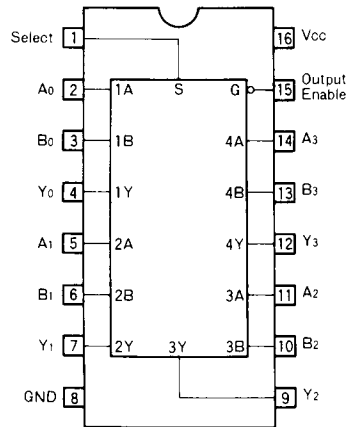 Select 1 16 Vcc
A0 2 1A S G 15 Output Enable
B0 3 1B 4A 14 A3
Y0 4 1Y 4B 13 B3
A1 5 2A 4Y 12 Y3
B1 6 2B 3A 11 A2
Y1 7 2Y 3Y 3B 10 B2
GND 8 9 Y2